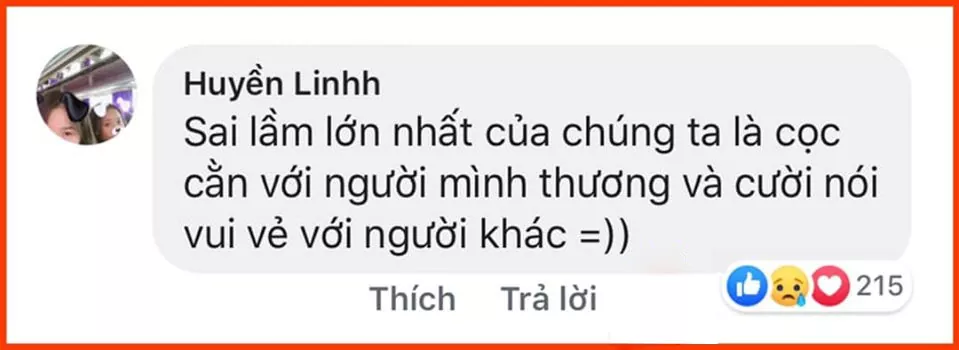 Huyền Linhh
Sai lầm lớn nhất của chúng ta là cọc
cằn với người mình thương và cười nói
vui vẻ với người khác =))
Thích Trả lời 215